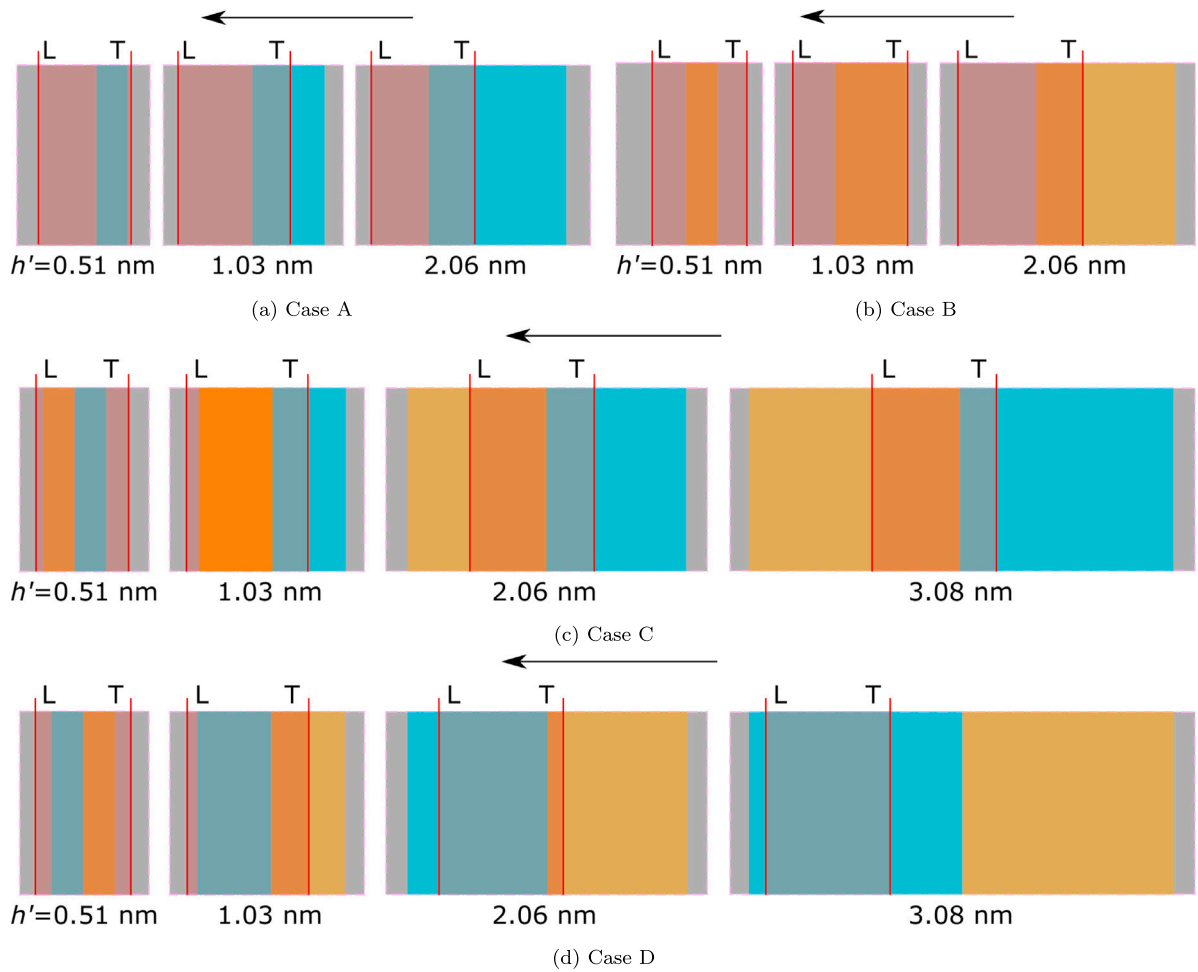 L T L T L T L T L T L T
h'=0.51 nm 1.03 nm 2.06 nm h'=0.51 nm 1.03 nm 2.06 nm
(a) Case A (b) Case B
L T L T L T L T
h'=0.51 nm 1.03 nm 2.06 nm 3.08 nm
(c) Case C
L T L T L T L T
h'=0.51 nm 1.03 nm 2.06 nm 3.08 nm
(d) Case D